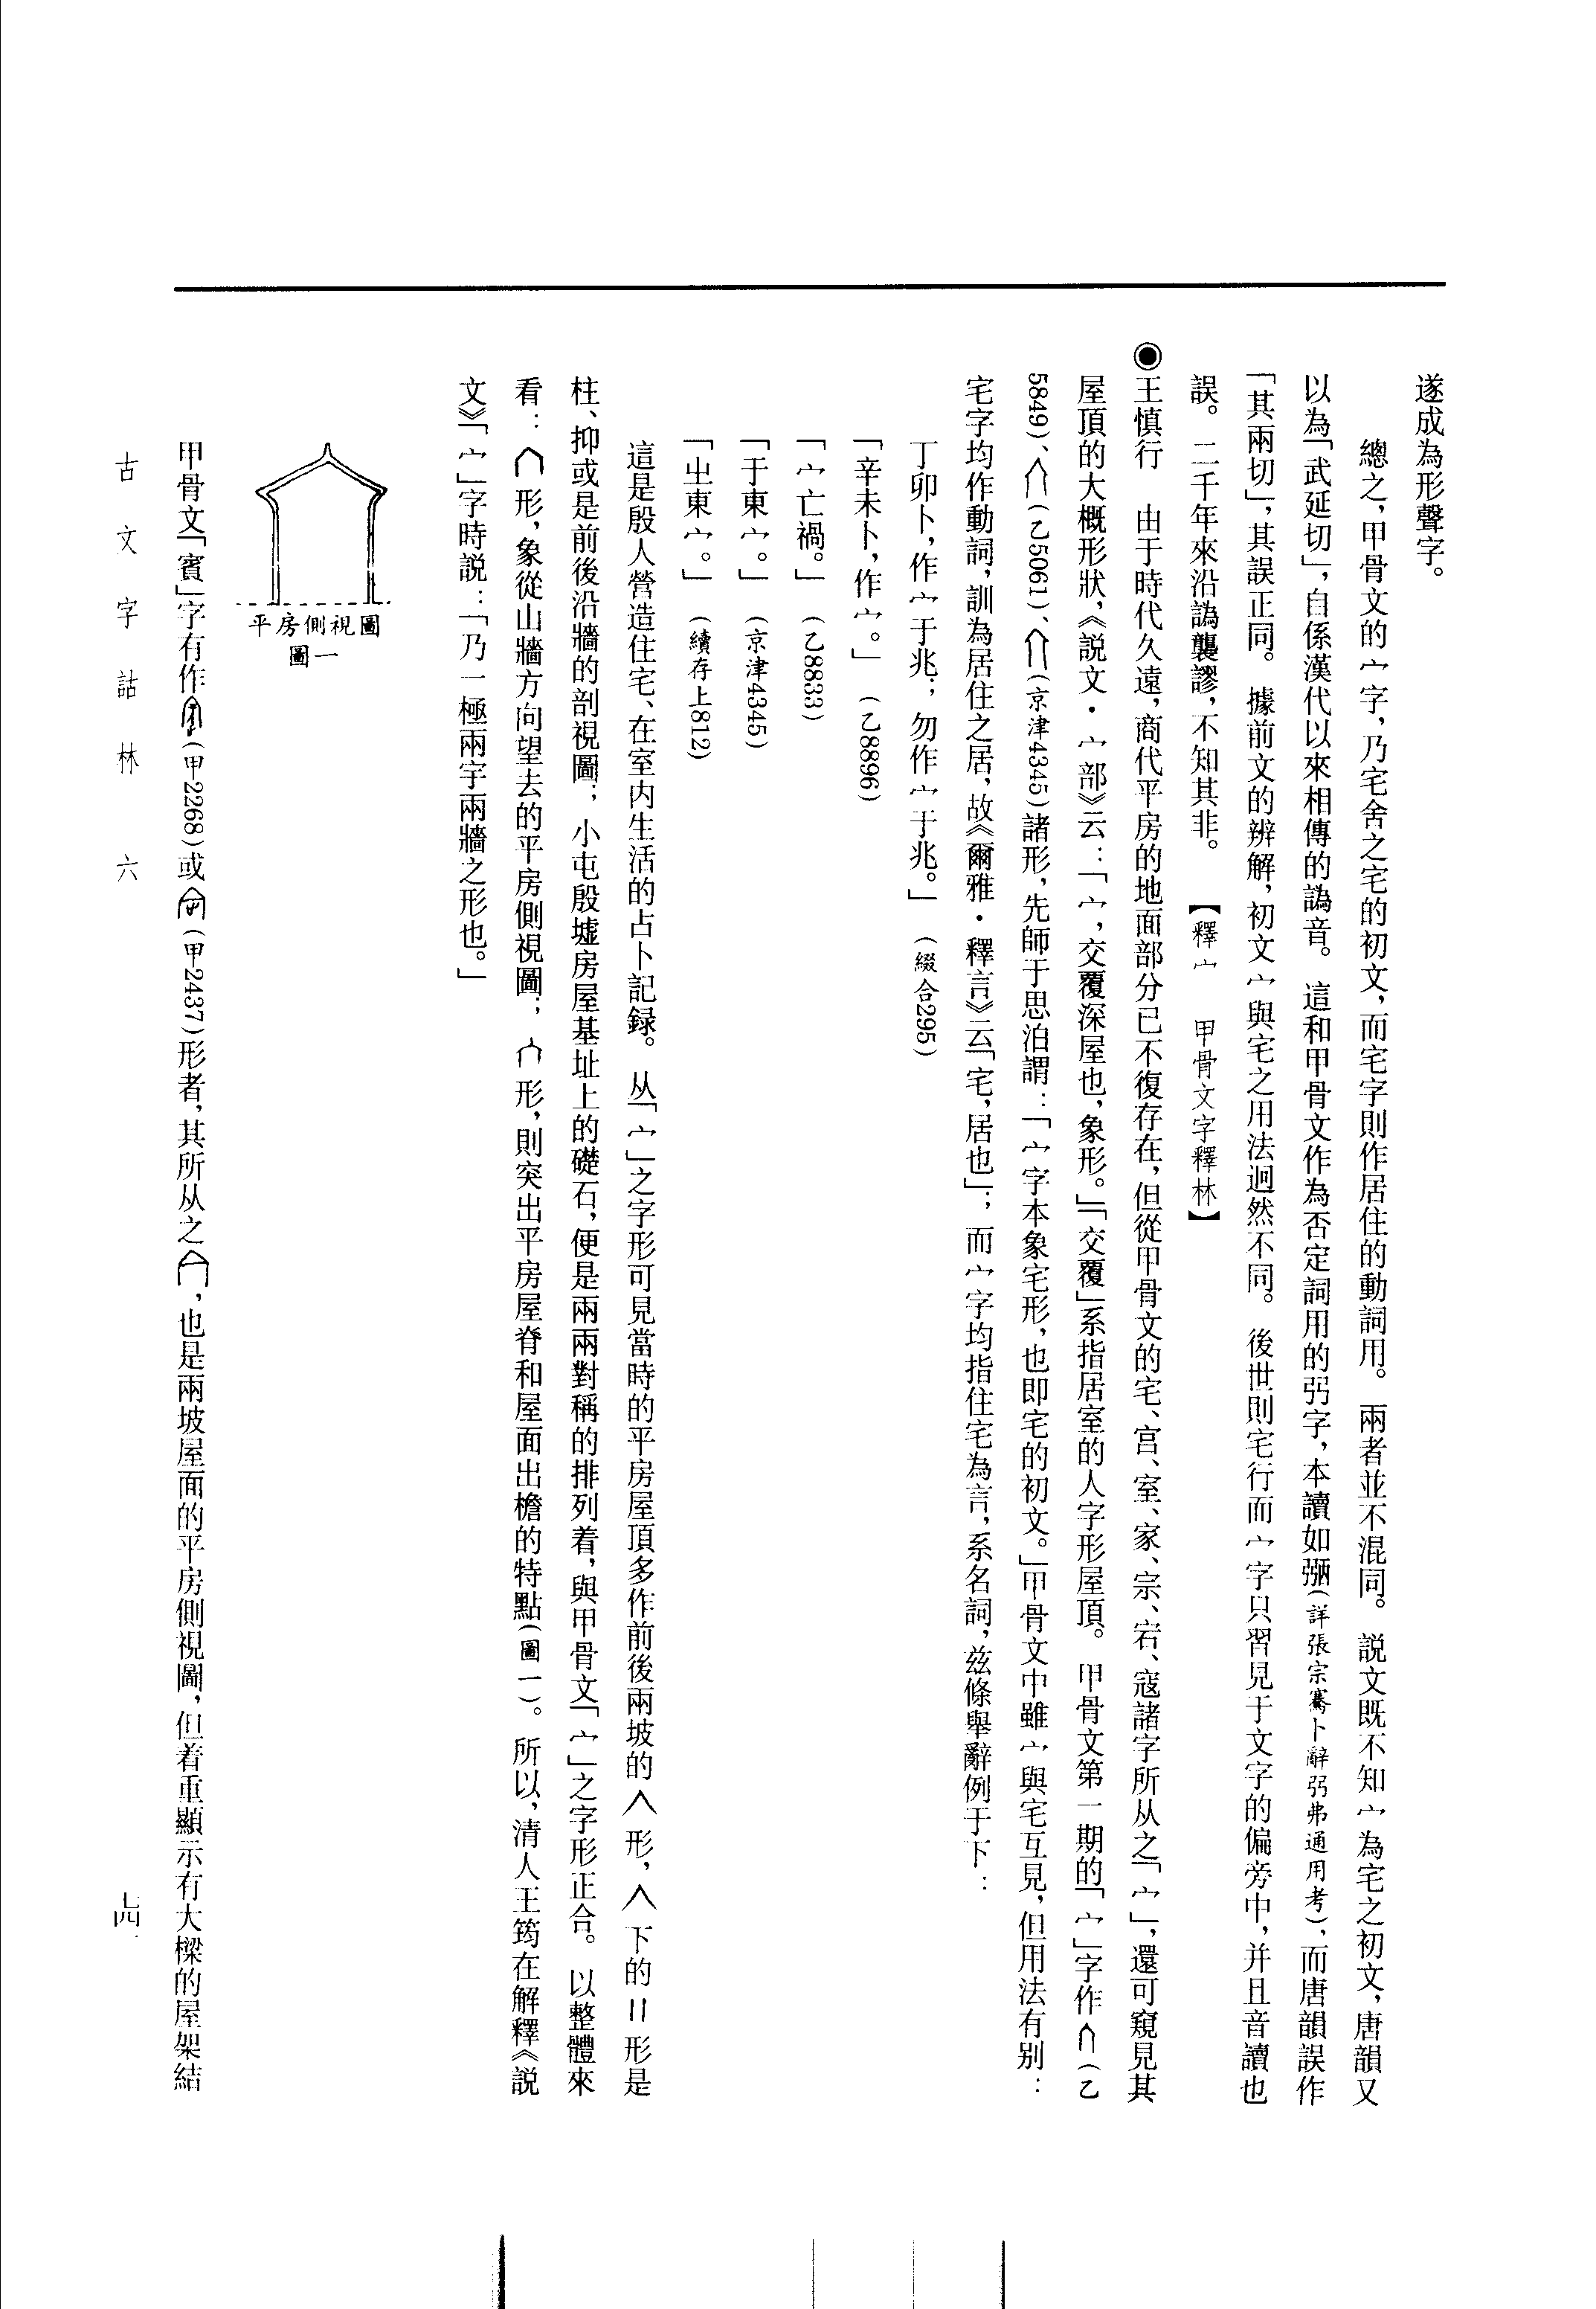 遂成為形聲字。
總之，甲骨文的宀字，乃宅舍之宅的初文，而宅字則作居住的動詞用。兩者並不混同。説文既不知宀為宅之初文，唐韻又
以為「武延切」，自係漢代以來相傳的譌音。這和甲骨文作為否定詞用的弜字，本讀如弼（詳張宗騫卜辭弜弗通用考），而唐韻誤作
「其兩切」，其誤正同。據前文的辨解，初文宀與宅之用法迥然不同。後世則宅行而宀字只習見于文字的偏旁中，并且音讀也
誤。二千年來沿譌襲謬，不知其非。【釋宀　甲骨文字釋林】
◉王慎行　由于時代久遠，商代平房的地面部分已不復存在，但從甲骨文的宅、宫、室、家、宗、宕、寇諸字所从之「宀」，還可窺見其
屋頂的大概形狀，《説文·宀部》云：「宀，交覆深屋也，象形。」「交覆」系指居室的人字形屋頂。甲骨文第一期的「宀」字作（乙
5849）、（乙5061）、（京津4345）諸形，先師于思泊謂：「宀字本象宅形，也即宅的初文。」甲骨文中雖宀與宅互見，但用法有别：
宅字均作動詞，訓為居住之居，故《爾雅·釋言》云「宅，居也」；而宀字均指住宅為言，系名詞，兹條舉辭例于下：
丁卯卜，作宀于兆；勿作宀于兆。」（綴合295）
「辛未卜，作宀。」（乙8896）
「宀亡禍。」（乙8833）
「于東宀。」（京津4345）
「㞢東宀。」（續存上812）
這是殷人營造住宅、在室内生活的占卜記録。从「宀」之字形可見當時的平房屋頂多作前後兩坡的形，下的形是
柱、抑或是前後沿牆的剖視圖；小屯殷墟房屋基址上的礎石，便是兩兩對稱的排列着，與甲骨文「宀」之字形正合。以整體來
看：形，象從山牆方向望去的平房側視圖；形，則突出平房屋脊和屋面出檐的特點（圖一）。所以，清人王筠在解釋《説
文》「宀」字時説：「乃一極兩宇兩牆之形也。」
平房側視圖
圖一
甲骨文「賓」字有作（甲2268）或（甲2437）形者，其所从之，也是兩坡屋面的平房側視圖，但着重顯示有大樑的屋架結
古文字詁林　六
七四